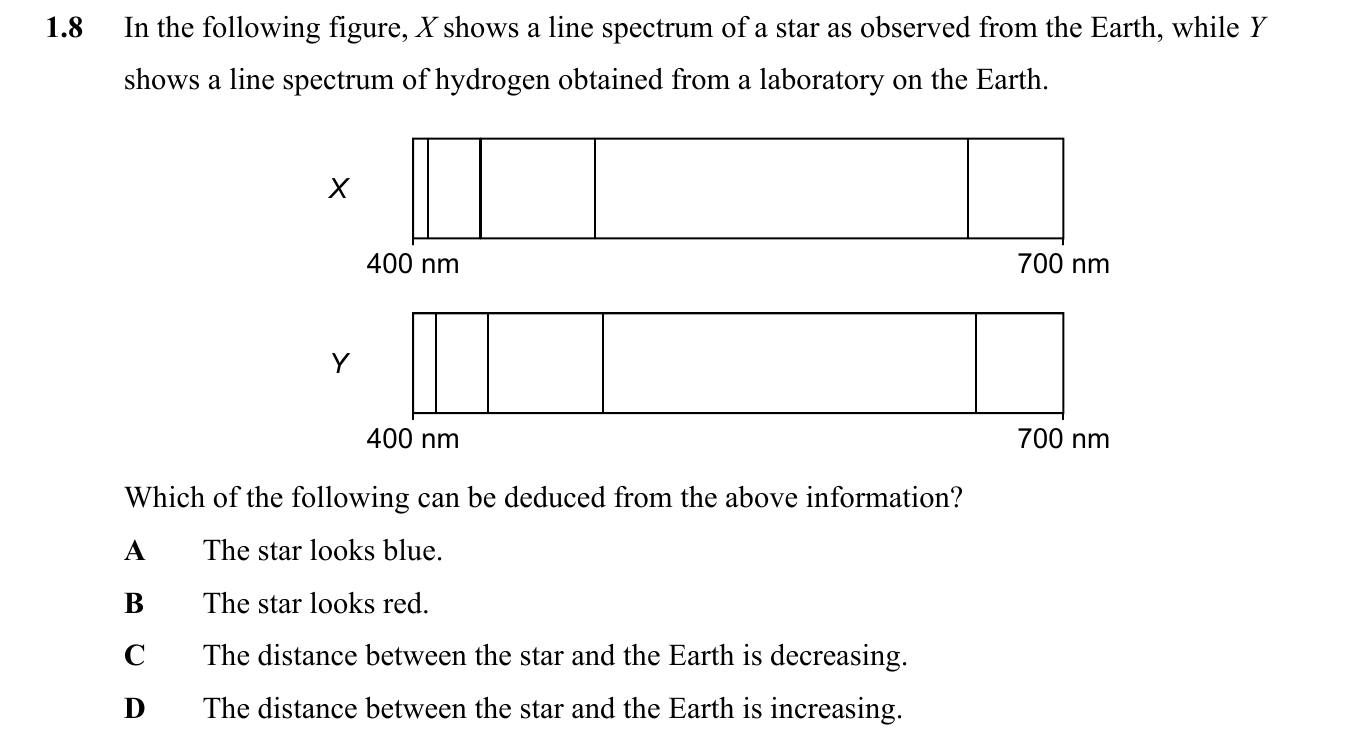 1.8 In the following figure, X shows a line spectrum of a star as observed from the Earth, while Y
shows a line spectrum of hydrogen obtained from a laboratory on the Earth.
X
400 nm 700 nm
Y
400 nm 700 nm
Which of the following can be deduced from the above information?
A The star looks blue.
B The star looks red.
C The distance between the star and the Earth is decreasing.
D The distance between the star and the Earth is increasing.